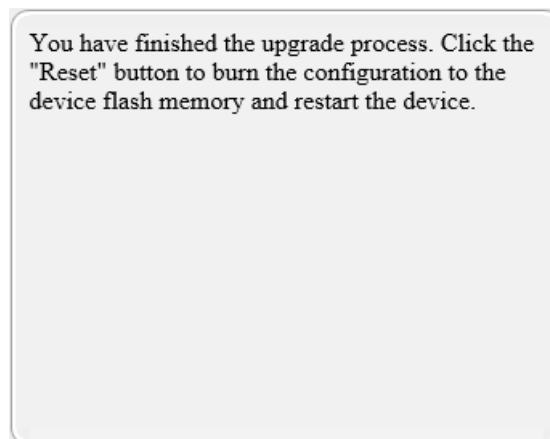 You have finished the upgrade process. Click the
"Reset" button to burn the configuration to the
device flash memory and restart the device.